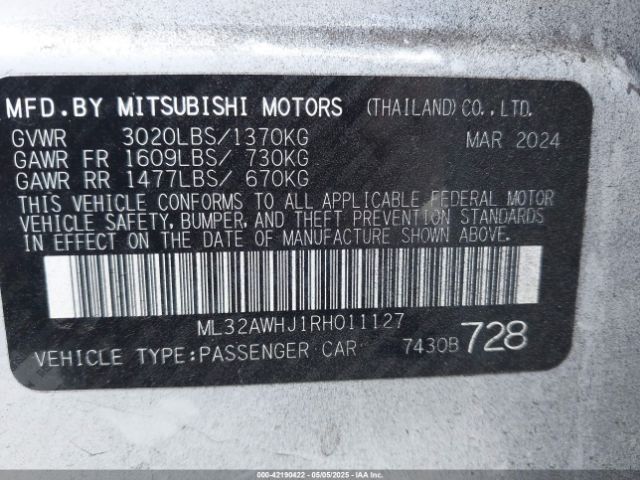 MFD.BY MITSUBISHI MOTORS (THAILAND)CO.,LTD.
GVWR 3020LBS/1370KG MAR 2024
GAWR FR 1609LBS/ 730KG
GAWR RR 1477LBS/ 670KG
THIS VEHICLE CONFORMS TO ALL APPLICABLE FEDERAL MOTOR
VEHICLE SAFETY, BUMPER, AND THEFT PREVENTION STANDARDS
IN EFFECT ON THE DATE OF MANUFACTURE SHOWN ABOVE.
ML32AWHJ1RH011127
VEHICLE TYPE:PASSENGER CAR 7430B 728
000-42190422 - 05/05/2025 - IAA Inc.